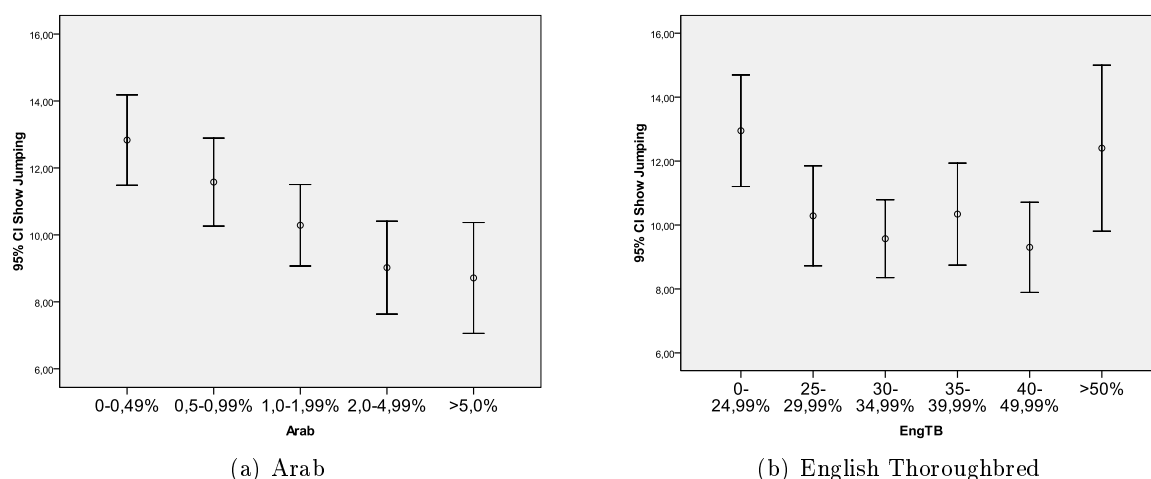 16,00
14,00
12,00
10,00
8,00
6,00
95% CI Show Jumping
0-0,49% 0,5-0,99% 1,0-1,99% 2,0-4,99% >5,0%
Arab
(a) Arab
16,00
14,00
12,00
10,00
8,00
6,00
95% CI Show Jumping
0- 25- 30- 35- 40- >50%
24,99% 29,99% 34,99% 39,99% 49,99%
EngTB
(b) English Thoroughbred